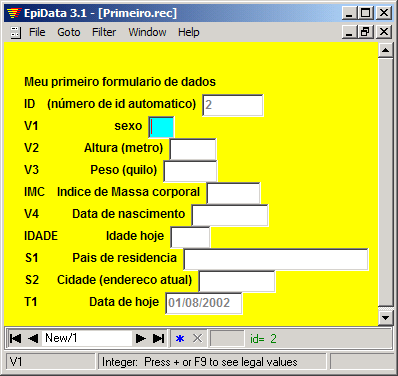 EpiData 3.1 - [Primeiro.rec]
File Goto Filter Window Help
Meu primeiro formulario de dados
ID (número de id automatico) 2
V1 sexo
V2 Altura (metro)
V3 Peso (quilo)
IMC Indice de Massa corporal
V4 Data de nascimento
IDADE Idade hoje
S1 Pais de residencia
S2 Cidade (endereco atual)
T1 Data de hoje 01/08/2002
New/1 * id= 2
V1 Integer: Press + or F9 to see legal values